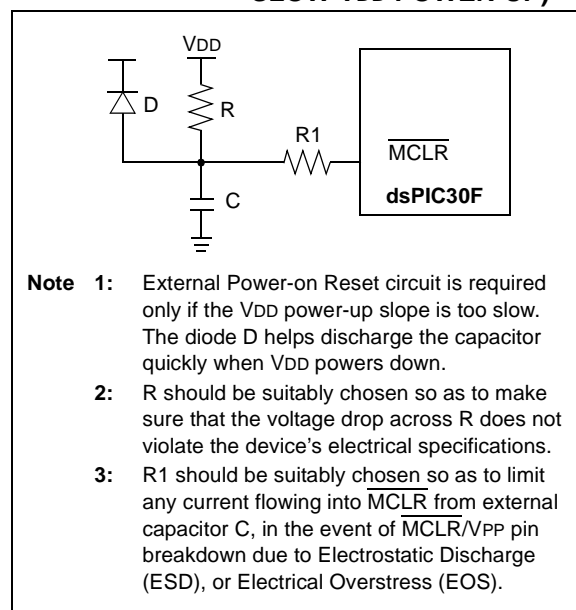 VDD
D
R
R1
MCLR
C
dsPIC30F
Note 1: External Power-on Reset circuit is required
only if the VDD power-up slope is too slow.
The diode D helps discharge the capacitor
quickly when VDD powers down.
2: R should be suitably chosen so as to make
sure that the voltage drop across R does not
violate the device's electrical specifications.
3: R1 should be suitably chosen so as to limit
any current flowing into MCLR from external
capacitor C, in the event of MCLR/VPP pin
breakdown due to Electrostatic Discharge
(ESD), or Electrical Overstress (EOS).